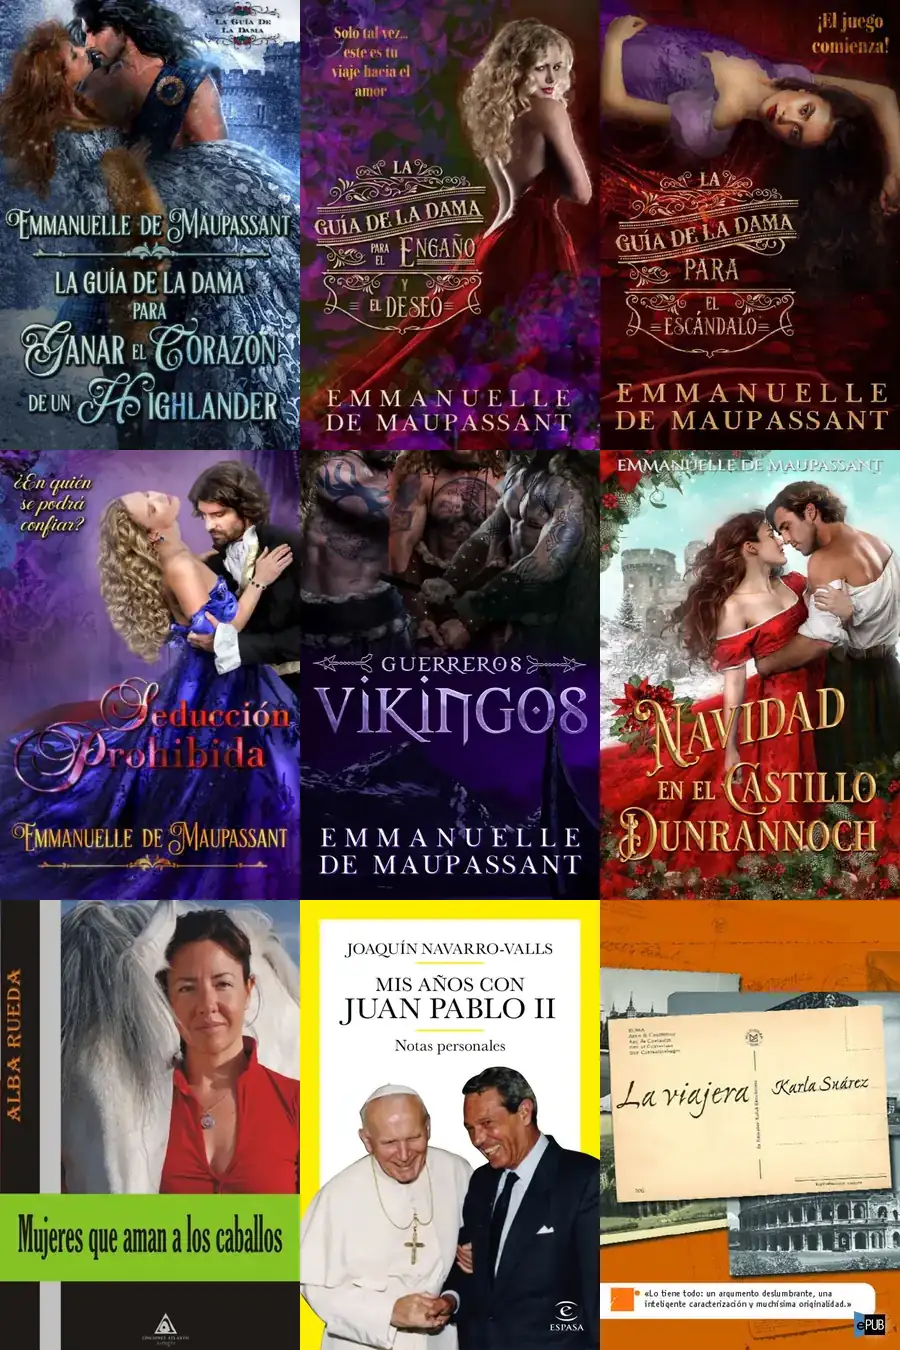 LA GUÍA DE
LA DAMA
EMMANUELLE DE MAUPASSANT
LA GUÍA DE LA DAMA
PARA
GANAR EL CORAZÓN
DE UN HIGHLANDER
Solo tal vez...
este es tu
viaje hacia el
amor
LA
GUÍA DE LA DAMA
PARA EL ENGAÑO
Y
EL DESEO
EMMANUELLE
DE MAUPASSANT
¡El juego
comienza!
LA
GUÍA DE LA DAMA
PARA
EL
ESCÁNDALO
EMMANUELLE
DE MAUPASSANT
¿En quién
se podrá
confiar?
Seducción
Prohibida
EMMANUELLE DE MAUPASSANT
GUERREROS
VIKINGOS
EMMANUELLE
DE MAUPASSANT
EMMANUELLE DE MAUPASSANT
NAVIDAD
EN EL CASTILLO
DUNRANNOCH
ALBA RUEDA
Mujeres que aman a los caballos
JOAQUÍN NAVARRO-VALLS
MIS AÑOS CON
JUAN PABLO II
Notas personales
ESPASA
La viajera
Karla Suárez
«Lo tiene todo: un argumento deslumbrante, una
inteligente caracterización y muchísima originalidad.»
ePUB